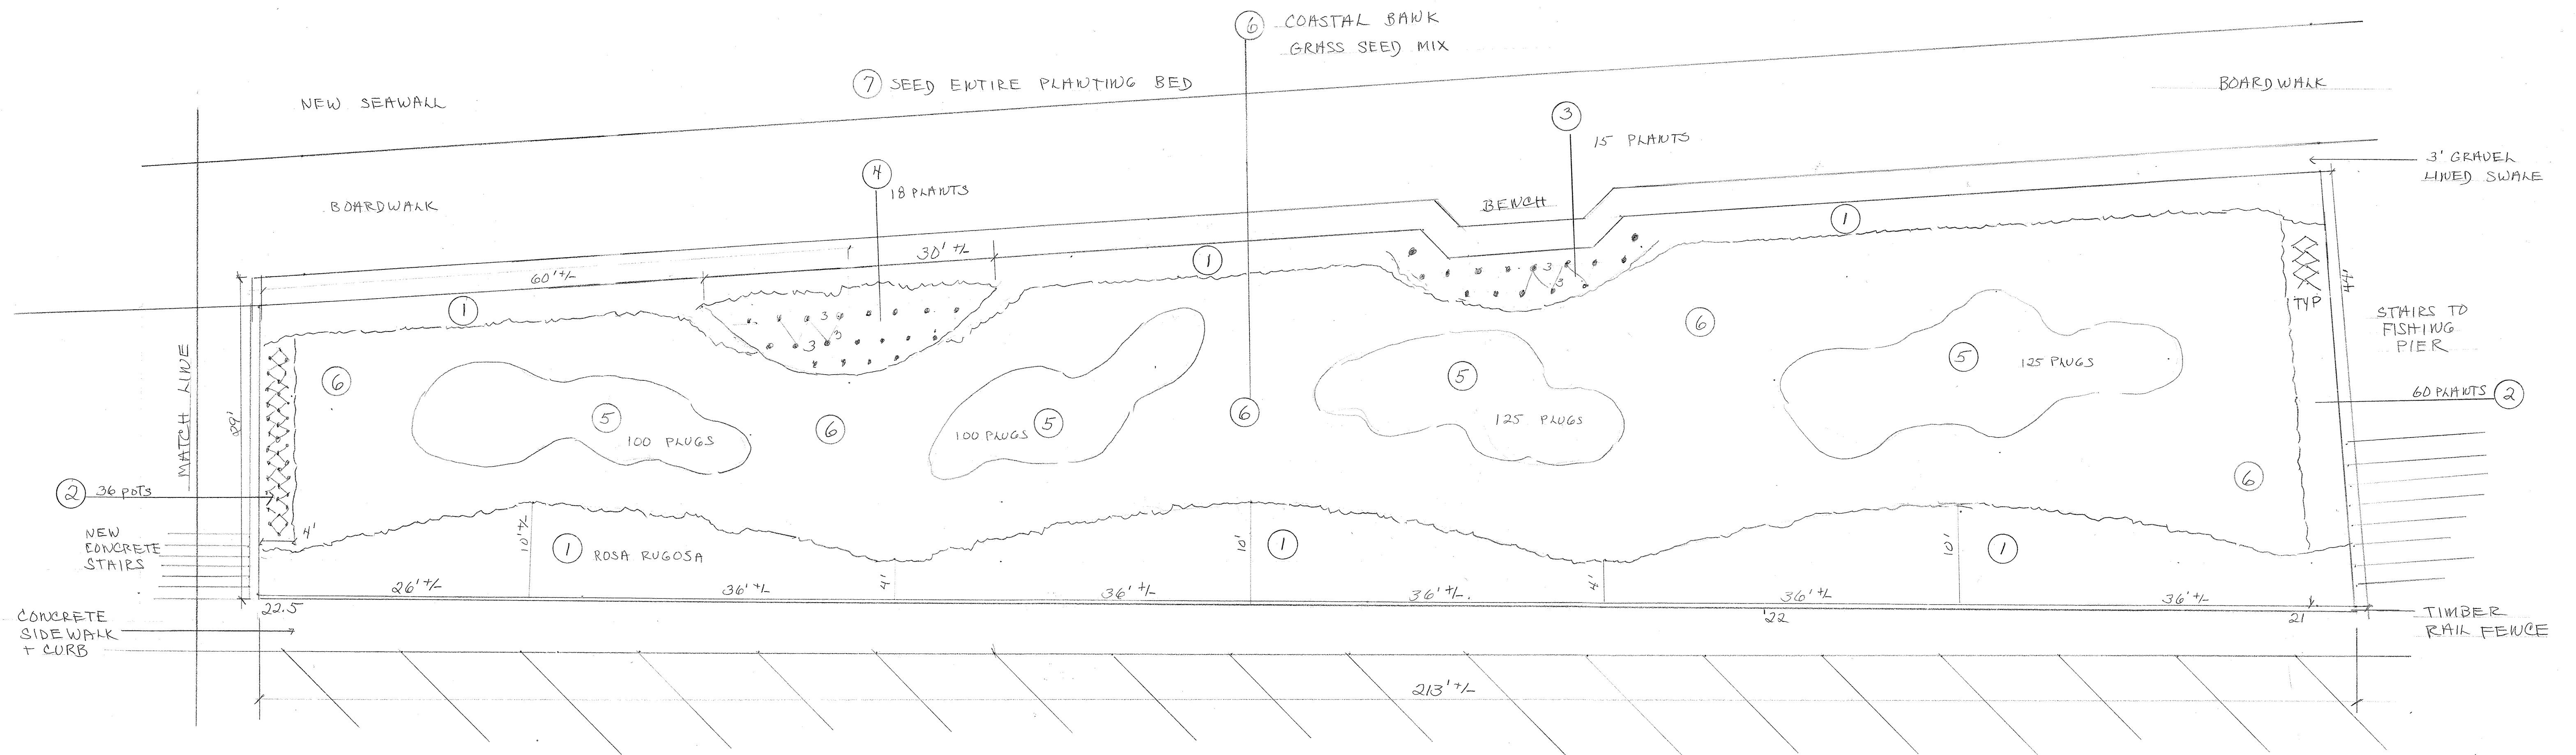 6 COASTAL BANK
GRASS SEED MIX
7 SEED ENTIRE PLANTING BED
NEW SEAWALL
BOARDWALK
3
15 PLANTS
3' GRAVEL
LINED SWALE
4
18 PLANTS
BOARDWALK
BENCH
1
30' +/-
60' +/-
1
1
3
3
3
3
TYP
44'
STAIRS TO
FISHING
PIER
6
6
5
125 PLUGS
5
125 PLUGS
5
100 PLUGS
100 PLUGS 5
6
6
60 PLANTS 2
MATCH LINE
29'
6
2 36 POTS
4'
NEW
CONCRETE
STAIRS
10' +/-
1 ROSA RUGOSA
4'
10'
1
4'
10'
1
26' +/-
36' +/-
36' +/-
36' +/-
36' +/-
36' +/-
22.5
22
21
CONCRETE
SIDEWALK
+ CURB
TIMBER
RAIL FENCE
213' +/-